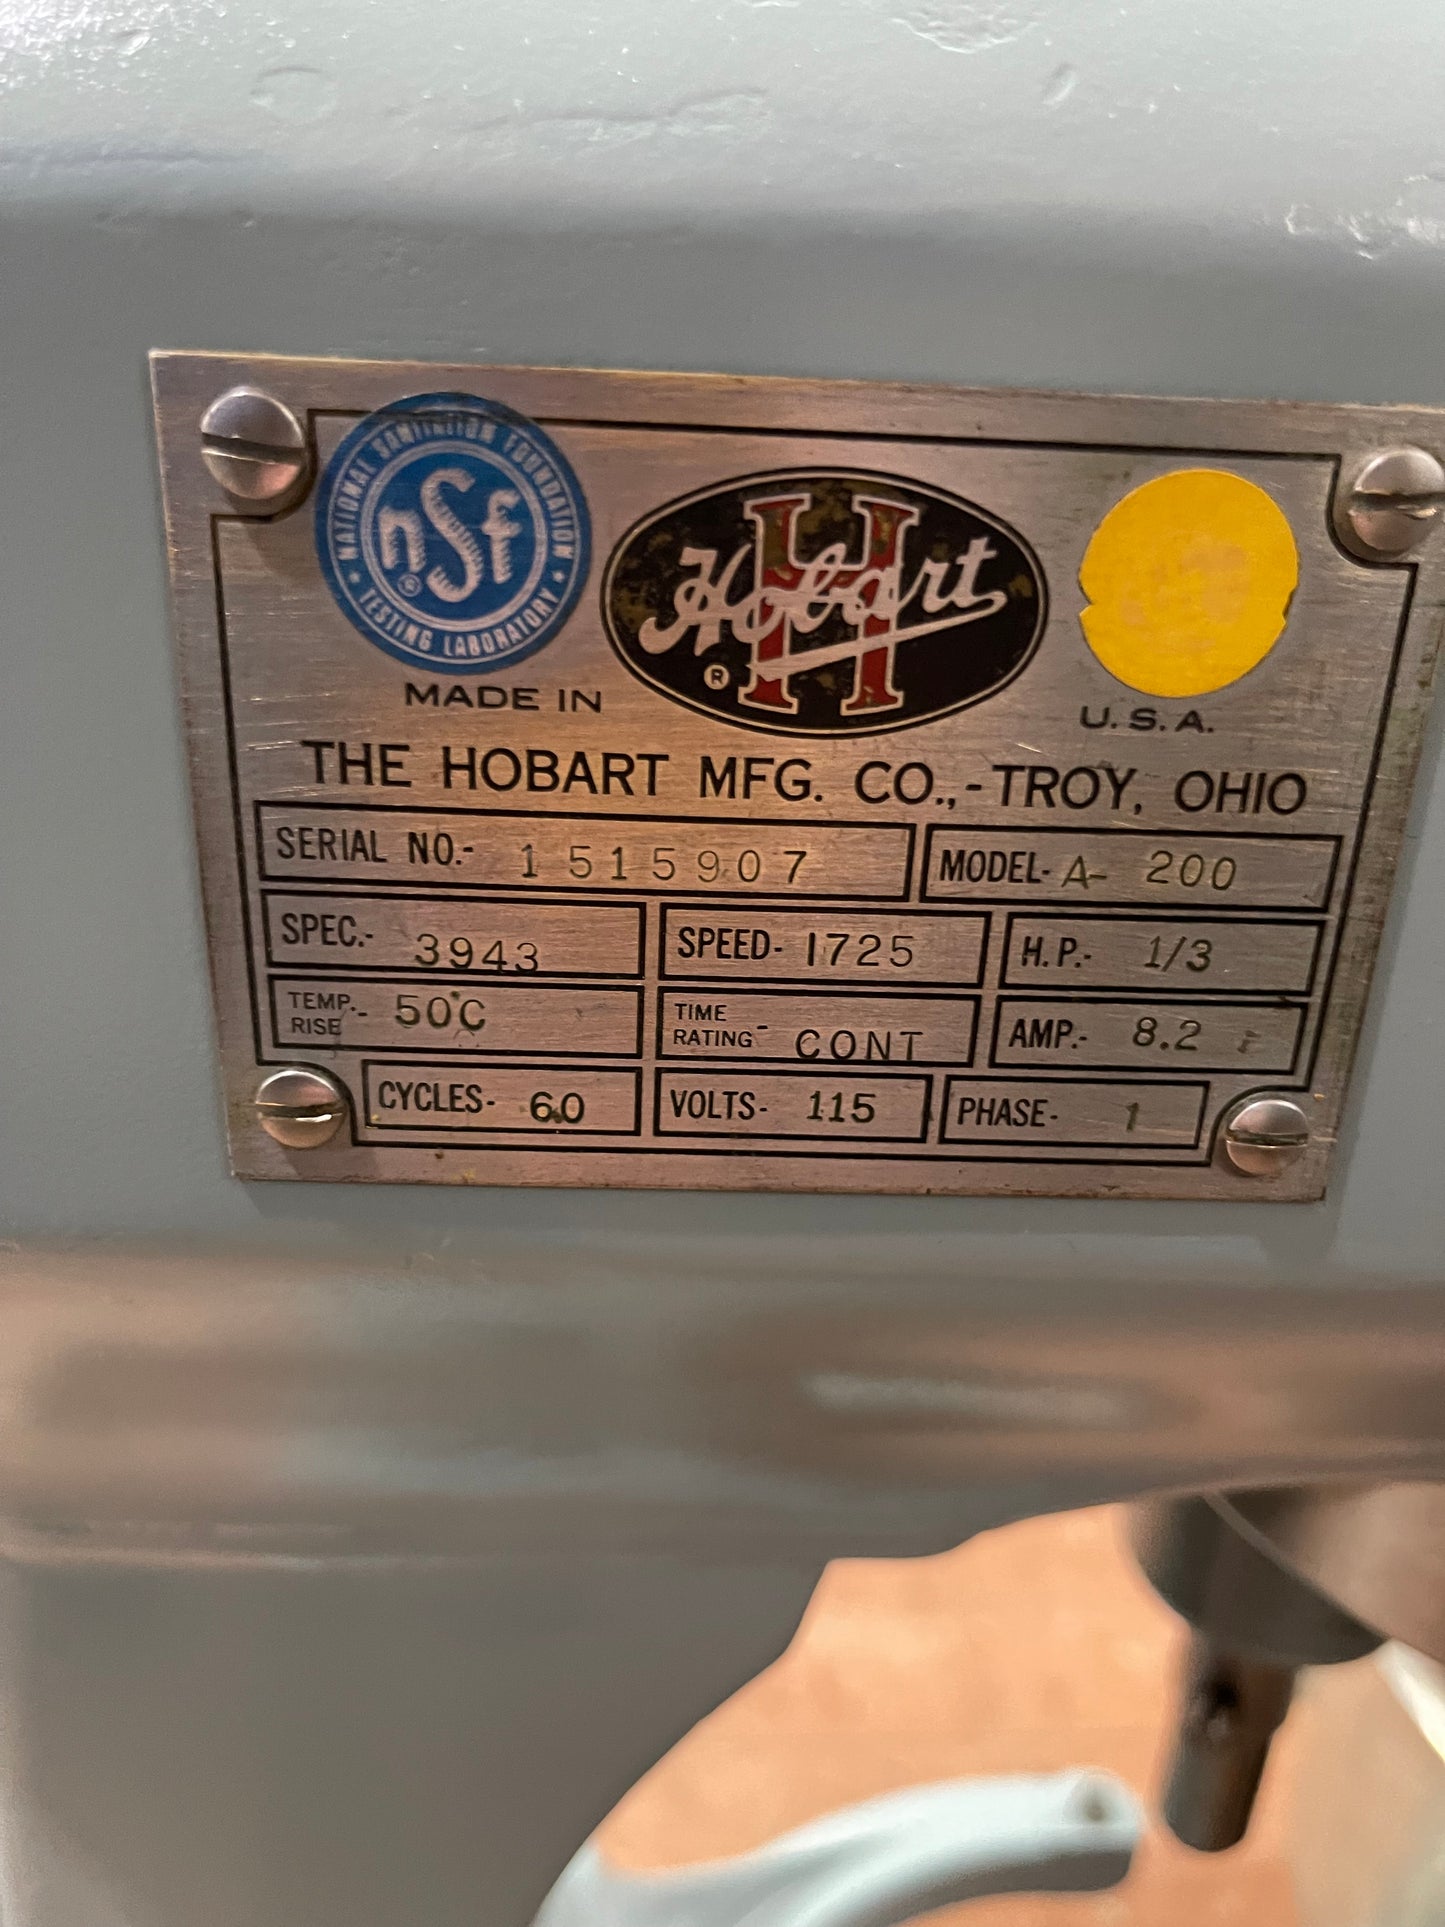 NATIONAL SANITATION FOUNDATION
nsf
®
TESTING LABORATORY
H
Hobart
®
MADE IN
U.S.A.
THE HOBART MFG. CO.,-TROY, OHIO
SERIAL NO.- 1515907 MODEL- A- 200
SPEC.- 3943 SPEED- 1725 H.P.- 1/3
TEMP. RISE - 50°C TIME RATING - CONT AMP.- 8.2
CYCLES- 60 VOLTS- 115 PHASE- 1